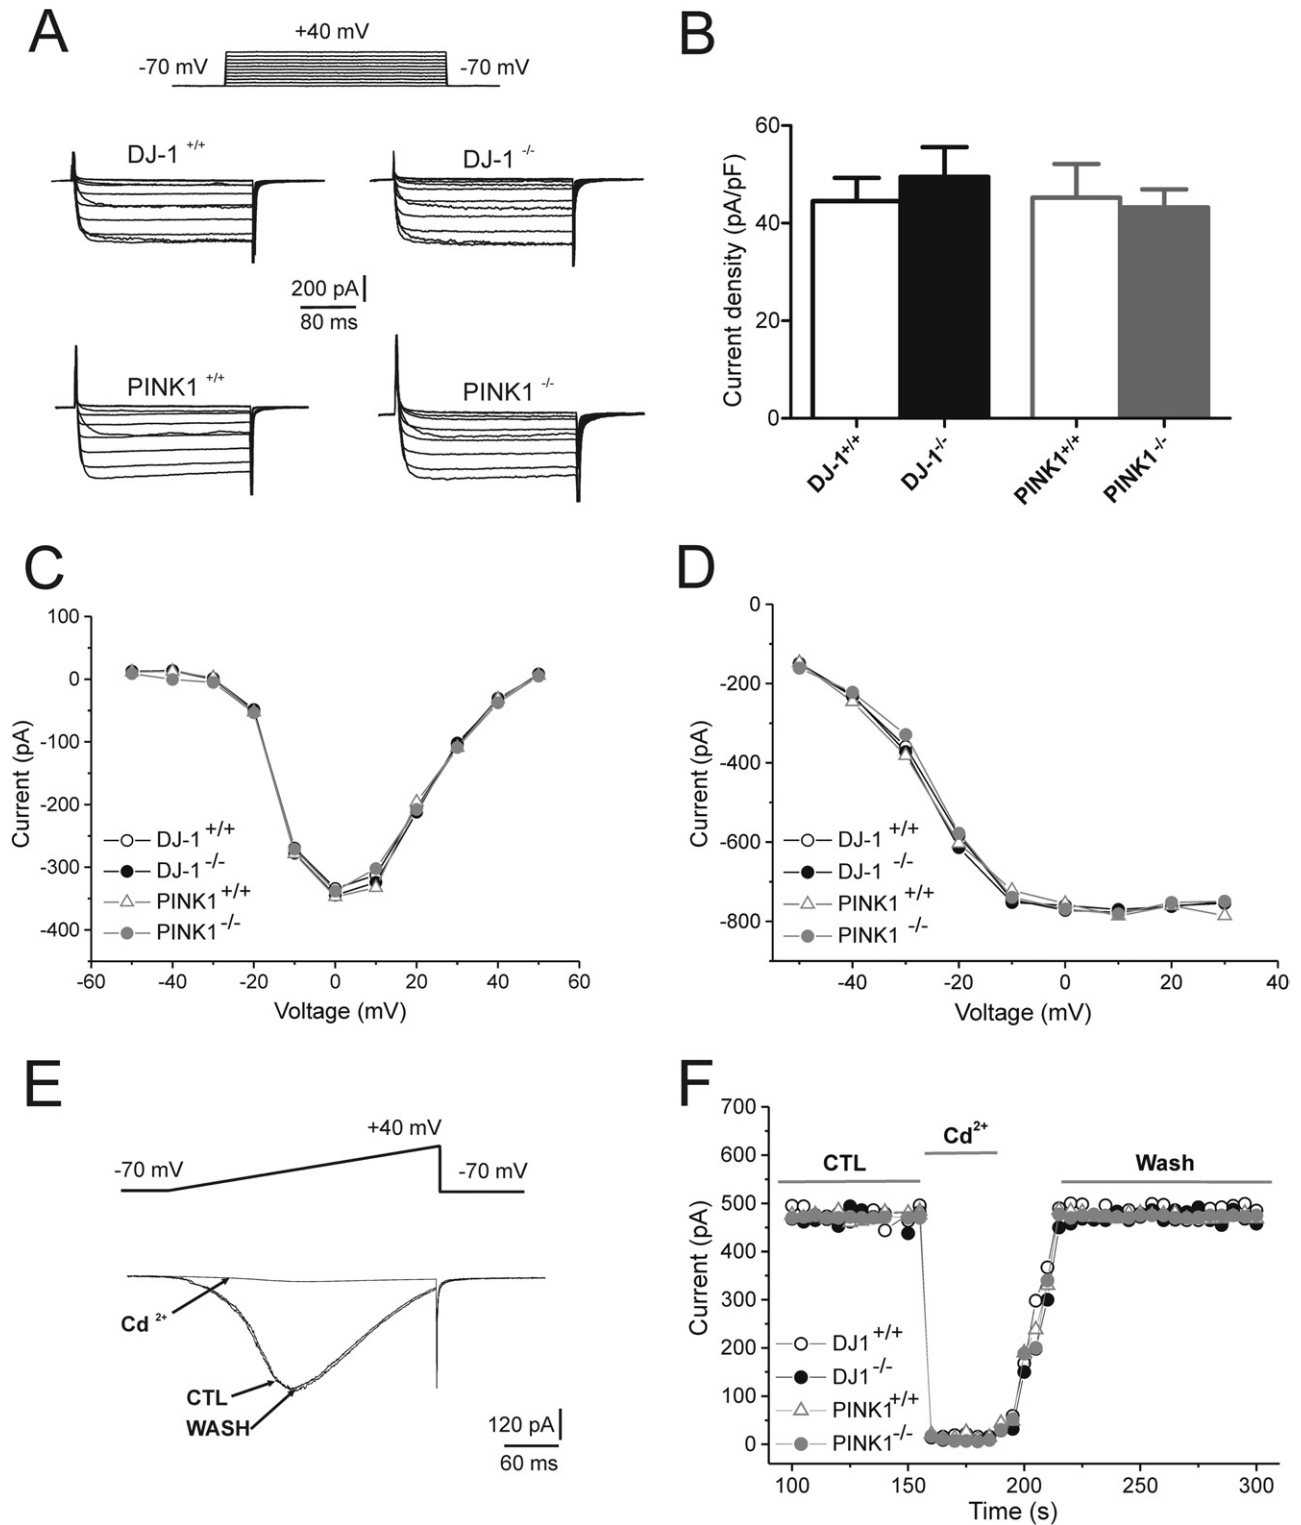 A
+40 mV
-70 mV
-70 mV
DJ-1 +/+
DJ-1 -/-
200 pA
80 ms
PINK1 +/+
PINK1 -/-
B
Current density (pA/pF)
60
40
20
0
DJ-1+/+
DJ-1-/-
PINK1+/+
PINK1-/-
C
Current (pA)
100
0
-100
-200
-300
-400
DJ-1 +/+
DJ-1 -/-
PINK1 +/+
PINK1 -/-
-60 -40 -20 0 20 40 60
Voltage (mV)
D
Current (pA)
0
-200
-400
-600
-800
DJ-1 +/+
DJ-1 -/-
PINK1 +/+
PINK1 -/-
-40 -20 0 20 40
Voltage (mV)
E
+40 mV
-70 mV
-70 mV
Cd 2+
CTL
WASH
120 pA
60 ms
F
Current (pA)
700
600
500
400
300
200
100
0
CTL
Cd2+
Wash
DJ1 +/+
DJ1 -/-
PINK1 +/+
PINK1 -/-
100 150 200 250 300
Time (s)